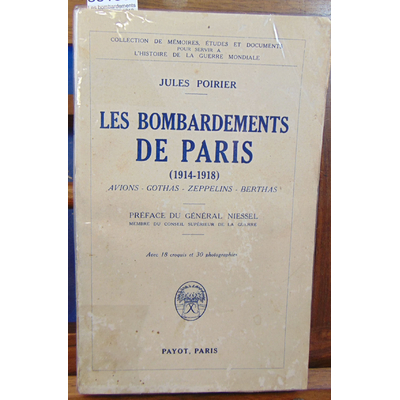 Les bombardements
COLLECTION DE MÉMOIRES, ÉTUDES ET DOCUMENTS
POUR SERVIR A
L'HISTOIRE DE LA GUERRE MONDIALE
JULES POIRIER
LES BOMBARDEMENTS
DE PARIS
(1914-1918)
AVIONS - GOTHAS - ZEPPELINS - BERTHAS
PRÉFACE DU GÉNÉRAL NIESSEL
MEMBRE DU CONSEIL SUPÉRIEUR DE LA GUERRE
Avec 18 croquis et 30 photographies
PAYOT, PARIS